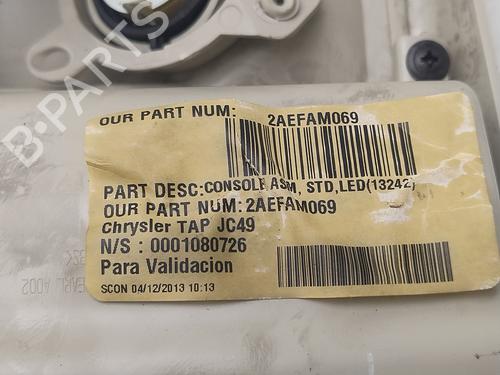 B-PARTS
OUR PART NUM: 2AEFAM069
PART DESC:CONSOLE ASM, STD,LED(13242)
OUR PART NUM:2AEFAM069
Chrysler TAP JC49
N/S : 0001080726
Para Validacion
SCON 04/12/2013 10:13